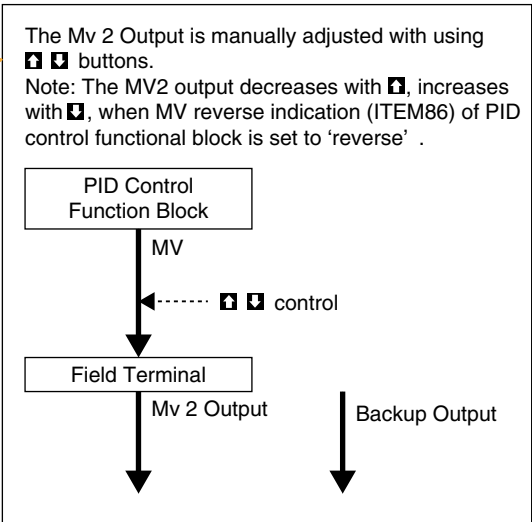 The Mv 2 Output is manually adjusted with using
⬆ ⬇ buttons.
Note: The MV2 output decreases with ⬆, increases
with ⬇, when MV reverse indication (ITEM86) of PID
control functional block is set to ‘reverse’ .
PID Control
Function Block
MV
⬆ ⬇ control
Field Terminal
Mv 2 Output
Backup Output